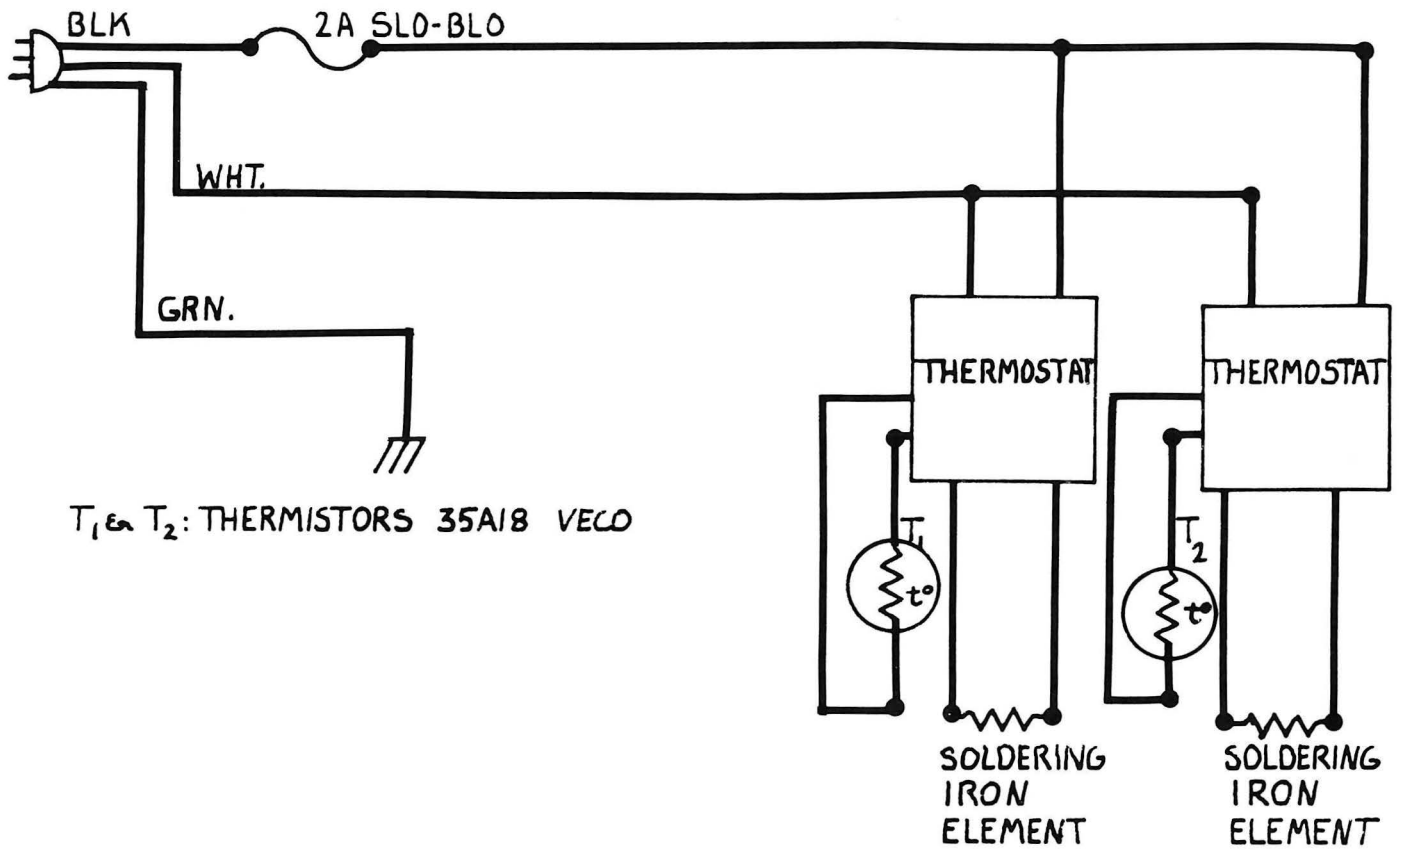 BLK
2A SLO-BLO
WHT.
GRN.
THERMOSTAT
THERMOSTAT
T₁ & T₂: THERMISTORS 35A18 VECO
T₁
T₂
t°
t°
SOLDERING
IRON
ELEMENT
SOLDERING
IRON
ELEMENT